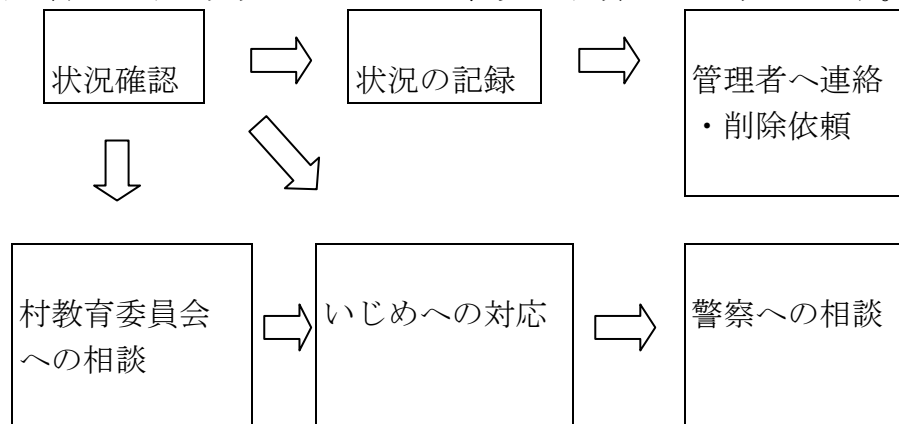 状況確認
状況の記録
管理者へ連絡
・削除依頼
村教育委員会
への相談
いじめへの対応
警察への相談